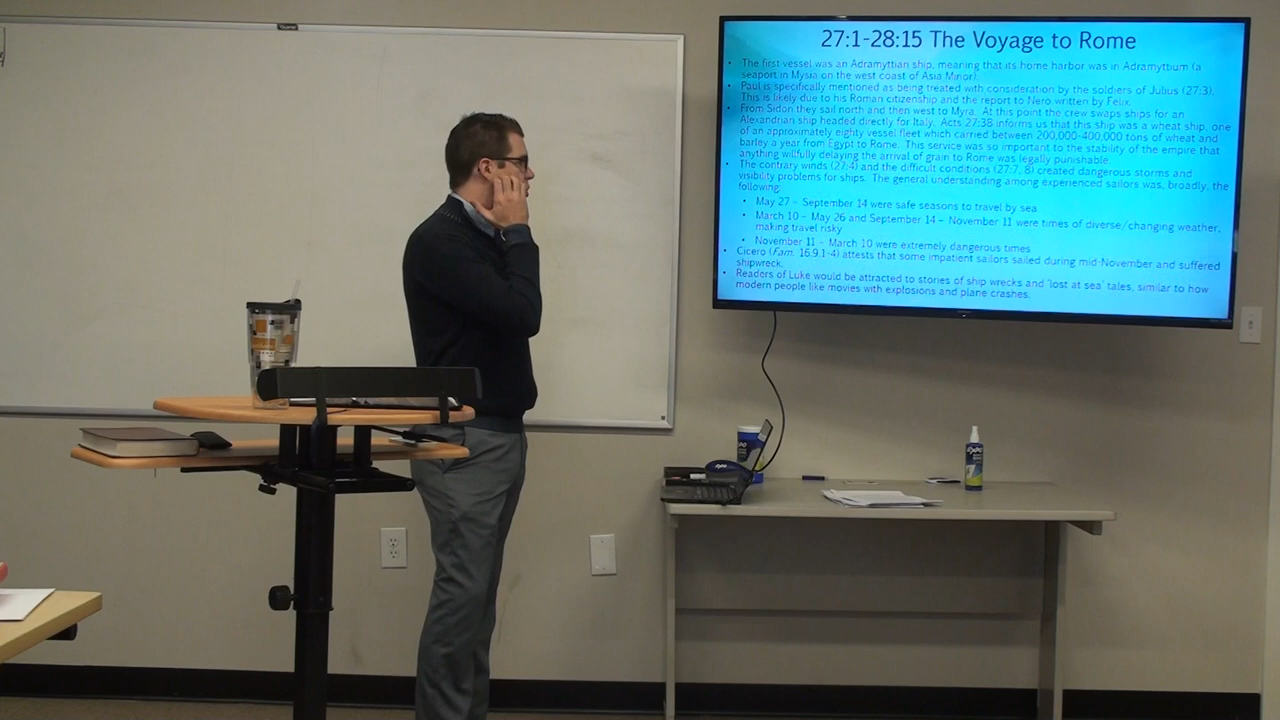 27:1-28:15 The Voyage to Rome
• The first vessel was an Adramyttian ship, meaning that its home harbor was in Adramyttium (a
seaport in Mysia on the west coast of Asia Minor).
• Paul is specifically mentioned as being treated with consideration by the soldiers of Julius (27:3).
This is likely due to his Roman citizenship and the report to Nero written by Felix.
• From Sidon they sail north and then west to Myra. At this point the crew swaps ships for an
Alexandrian ship headed directly for Italy. Acts 27:38 informs us that this ship was a wheat ship, one
of an approximately eighty vessel fleet which carried between 200,000-400,000 tons of wheat and
barley a year from Egypt to Rome. This service was so important to the stability of the empire that
anything willfully delaying the arrival of grain to Rome was legally punishable.
• The contrary winds (27:4) and the difficult conditions (27:7, 8) created dangerous storms and
visibility problems for ships. The general understanding among experienced sailors was, broadly, the
following:
• May 27 – September 14 were safe seasons to travel by sea
• March 10 – May 26 and September 14 – November 11 were times of diverse/changing weather,
making travel risky
• November 11 – March 10 were extremely dangerous times
• Cicero (Fam. 16.9.1-4) attests that some impatient sailors sailed during mid-November and suffered
shipwreck.
• Readers of Luke would be attracted to stories of ship wrecks and 'lost at sea' tales, similar to how
modern people like movies with explosions and plane crashes.
EXPO